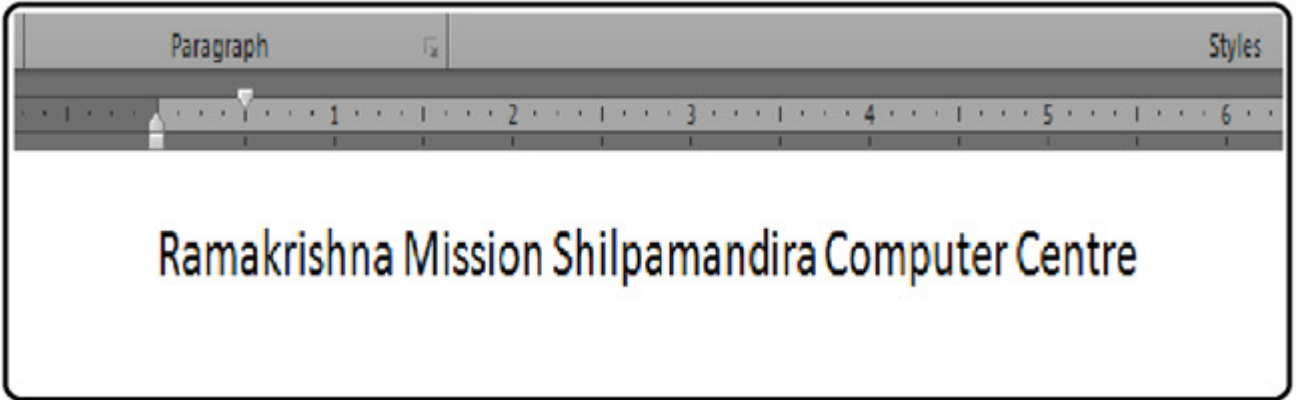 Paragraph Styles
1 2 3 4 5 6
Ramakrishna Mission Shilpamandira Computer Centre